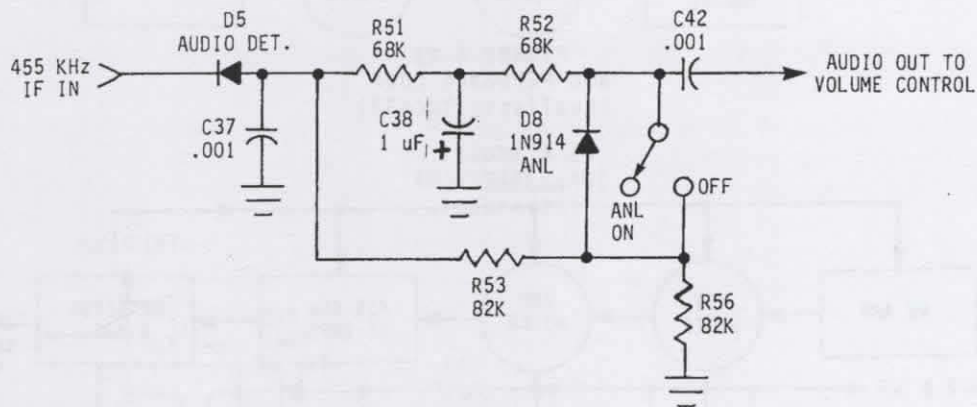 D5
AUDIO DET.
455 KHz
IF IN
C37
.001
R51
68K
C38
1 uF
+
R52
68K
D8
1N914
ANL
C42
.001
AUDIO OUT TO
VOLUME CONTROL
ANL
ON
OFF
R53
82K
R56
82K